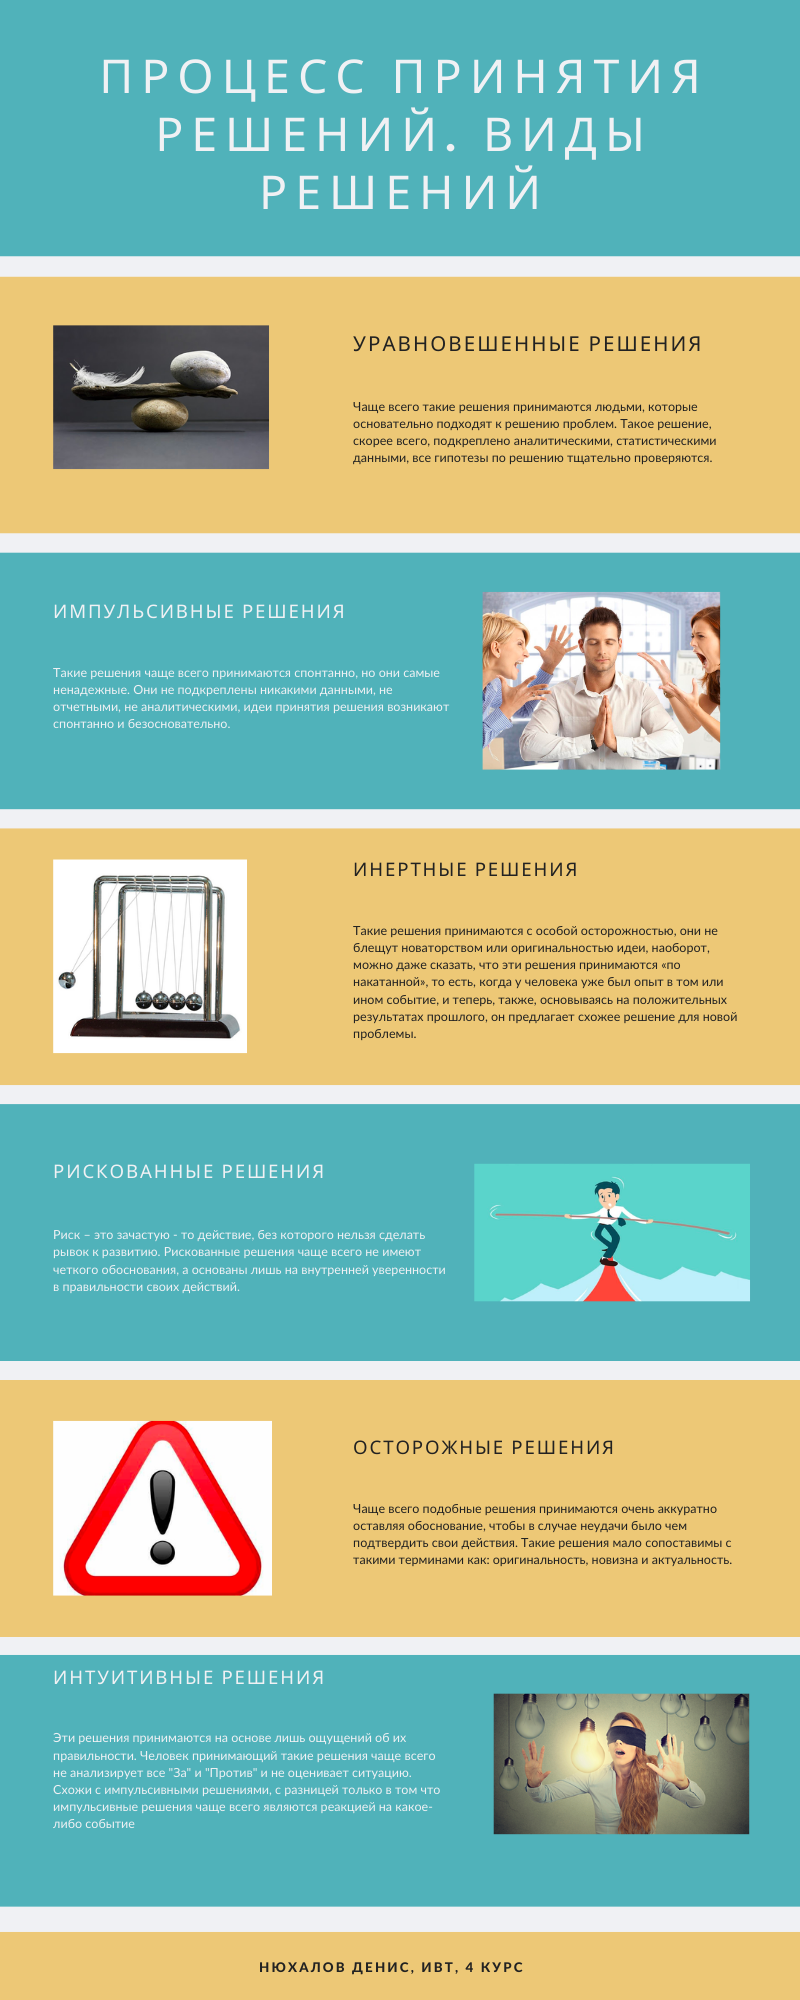 ПРОЦЕСС ПРИНЯТИЯ
РЕШЕНИЙ. ВИДЫ
РЕШЕНИЙ
УРАВНОВЕШЕННЫЕ РЕШЕНИЯ
Чаще всего такие решения принимаются людьми, которые
основательно подходят к решению проблем. Такое решение,
скорее всего, подкреплено аналитическими, статистическими
данными, все гипотезы по решению тщательно проверяются.
ИМПУЛЬСИВНЫЕ РЕШЕНИЯ
Такие решения чаще всего принимаются спонтанно, но они самые
ненадежные. Они не подкреплены никакими данными, не
отчетными, не аналитическими, идеи принятия решения возникают
спонтанно и безосновательно.
ИНЕРТНЫЕ РЕШЕНИЯ
Такие решения принимаются с особой осторожностью, они не
блещут новаторством или оригинальностью идеи, наоборот,
можно даже сказать, что эти решения принимаются «по
накатанной», то есть, когда у человека уже был опыт в том или
ином событие, и теперь, также, основываясь на положительных
результатах прошлого, он предлагает схожее решение для новой
проблемы.
РИСКОВАННЫЕ РЕШЕНИЯ
Риск – это зачастую - то действие, без которого нельзя сделать
рывок к развитию. Рискованные решения чаще всего не имеют
четкого обоснования, а основаны лишь на внутренней уверенности
в правильности своих действий.
ОСТОРОЖНЫЕ РЕШЕНИЯ
Чаще всего подобные решения принимаются очень аккуратно
оставляя обоснование, чтобы в случае неудачи было чем
подтвердить свои действия. Такие решения мало сопоставимы с
такими терминами как: оригинальность, новизна и актуальность.
ИНТУИТИВНЫЕ РЕШЕНИЯ
Эти решения принимаются на основе лишь ощущений об их
правильности. Человек принимающий такие решения чаще всего
не анализирует все "За" и "Против" и не оценивает ситуацию.
Схожи с импульсивными решениями, с разницей только в том что
импульсивные решения чаще всего являются реакцией на какое-
либо событие
НЮХАЛОВ ДЕНИС, ИВТ, 4 КУРС